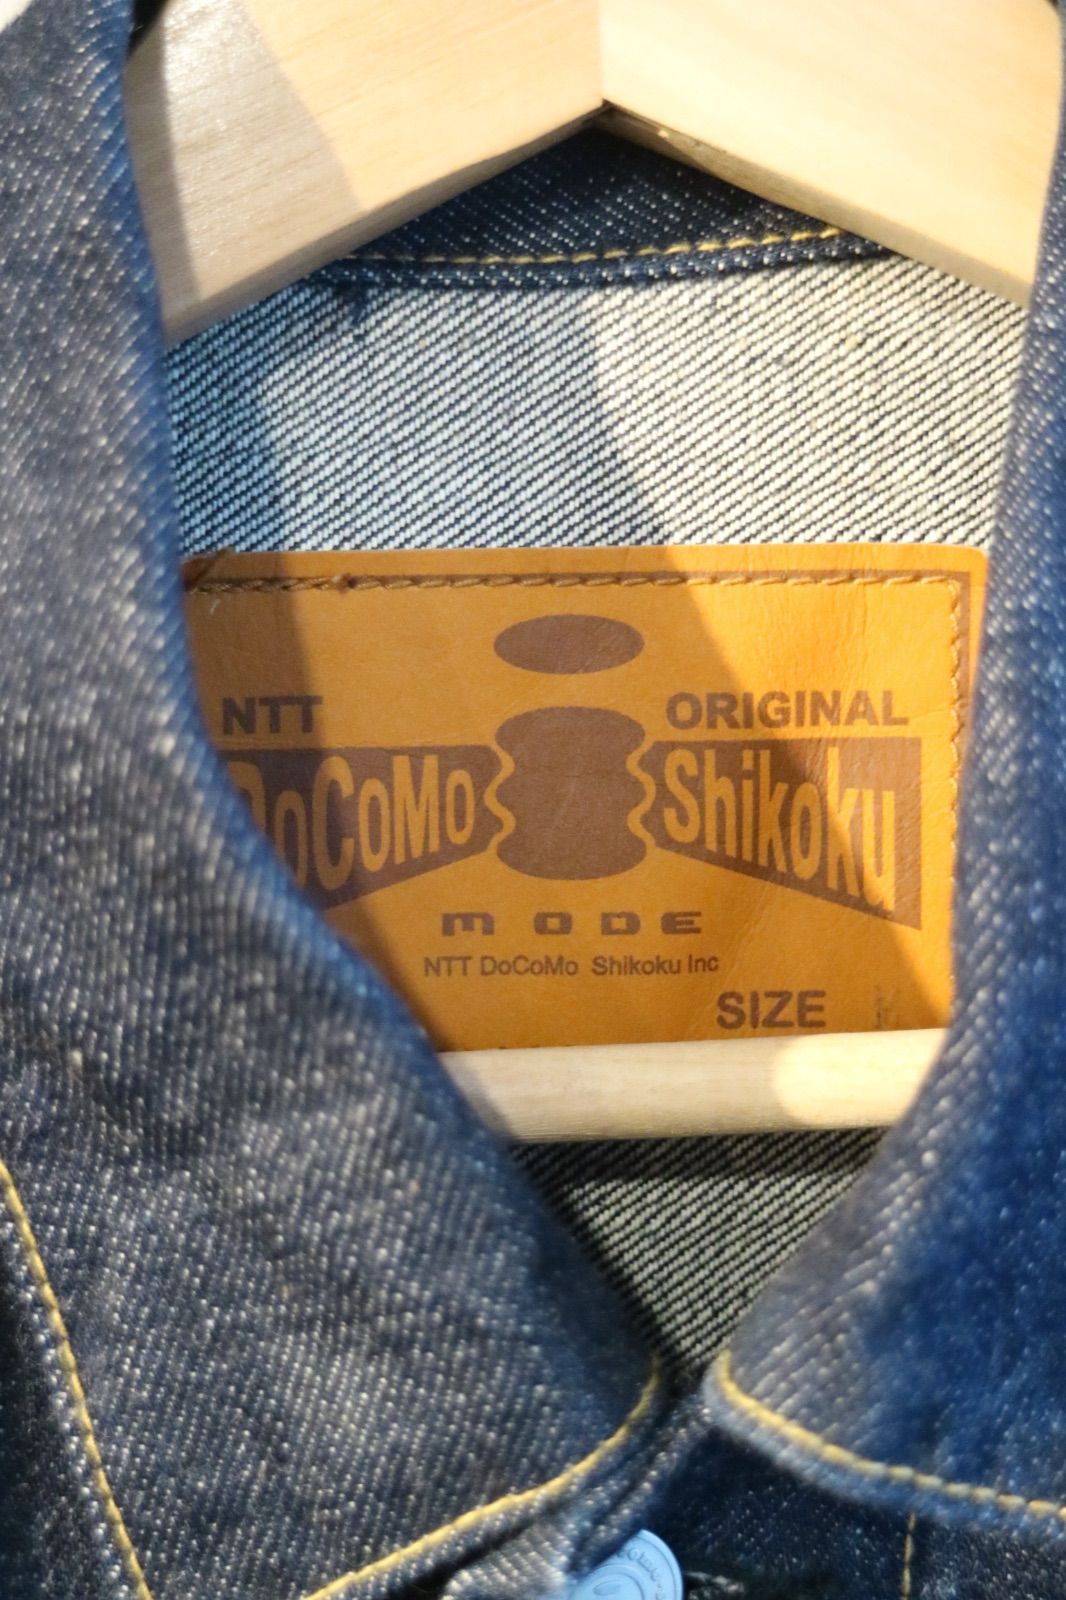 NTT ORIGINAL
DoCoMo Shikoku
MODE
NTT DoCoMo Shikoku Inc
SIZE